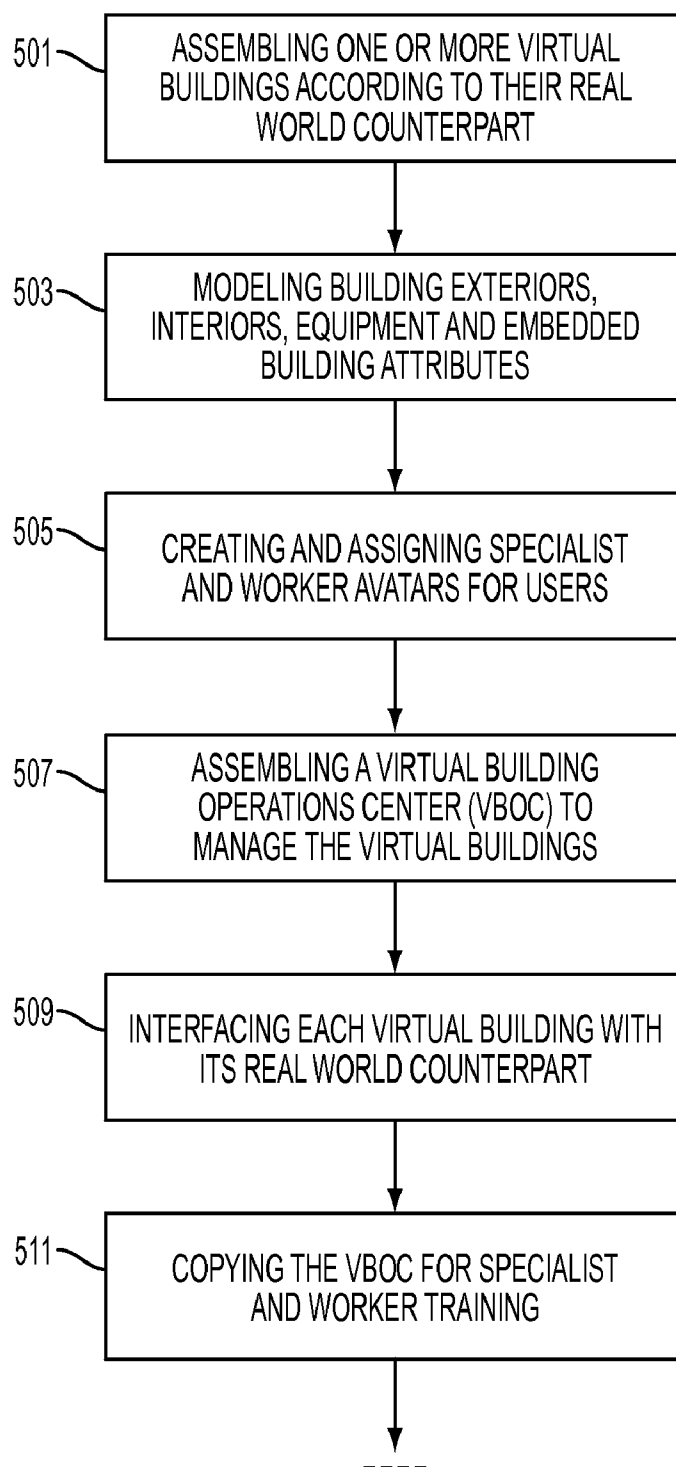 501
ASSEMBLING ONE OR MORE VIRTUAL
BUILDINGS ACCORDING TO THEIR REAL
WORLD COUNTERPART
503
MODELING BUILDING EXTERIORS,
INTERIORS, EQUIPMENT AND EMBEDDED
BUILDING ATTRIBUTES
505
CREATING AND ASSIGNING SPECIALIST
AND WORKER AVATARS FOR USERS
507
ASSEMBLING A VIRTUAL BUILDING
OPERATIONS CENTER (VBOC) TO
MANAGE THE VIRTUAL BUILDINGS
509
INTERFACING EACH VIRTUAL BUILDING WITH
ITS REAL WORLD COUNTERPART
511
COPYING THE VBOC FOR SPECIALIST
AND WORKER TRAINING